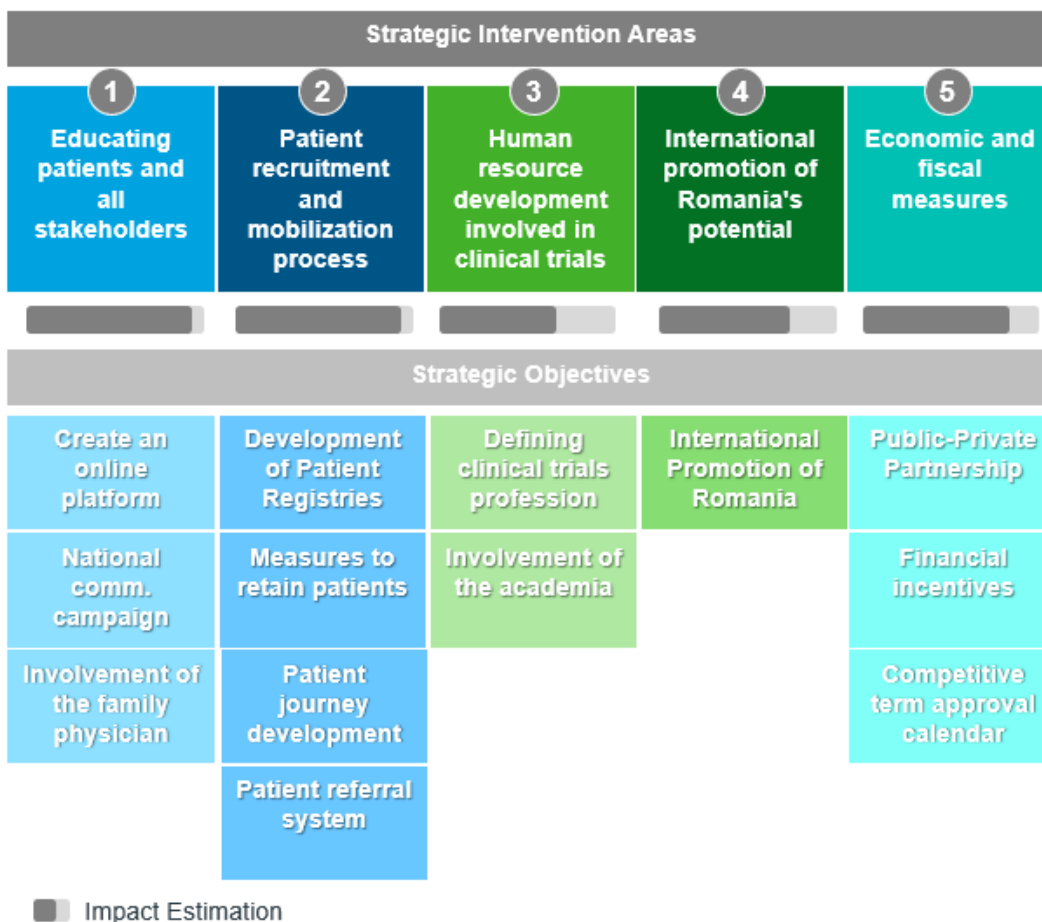 Strategic Intervention Areas
1
Educating
patients and
all
stakeholders
2
Patient
recruitment
and
mobilization
process
3
Human
resource
development
involved in
clinical trials
4
International
promotion of
Romania's
potential
5
Economic and
fiscal
measures
Strategic Objectives
Create an
online
platform
National
comm.
campaign
Involvement of
the family
physician
Development
of Patient
Registries
Measures to
retain patients
Patient
journey
development
Patient referral
system
Defining
clinical trials
profession
Involvement of
the academia
International
Promotion of
Romania
Public-Private
Partnership
Financial
incentives
Competitive
term approval
calendar
Impact Estimation